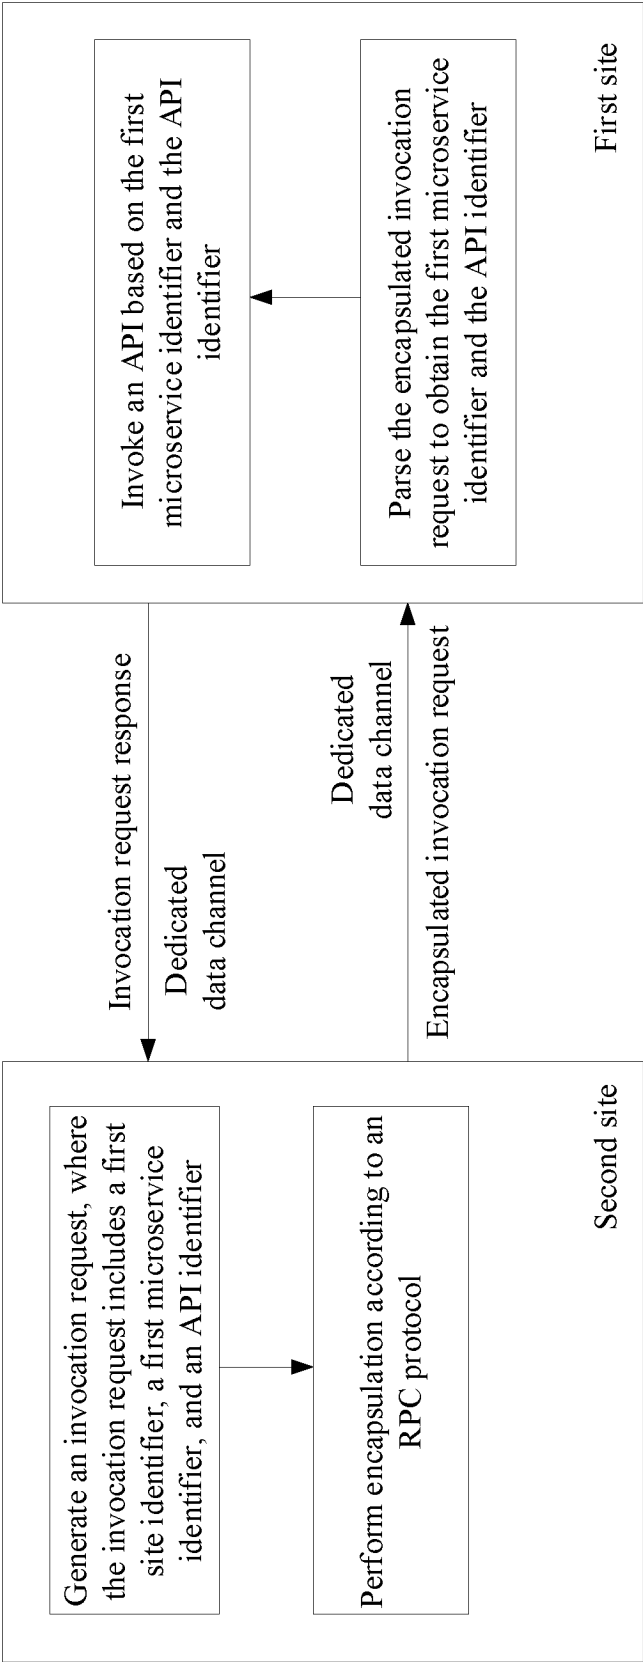 Generate an invocation request, where
the invocation request includes a first
site identifier, a first microservice
identifier, and an API identifier
Perform encapsulation according to an
RPC protocol
Second site
Invocation request response
Dedicated
data channel
Dedicated
data channel
Encapsulated invocation request
Invoke an API based on the first
microservice identifier and the API
identifier
Parse the encapsulated invocation
request to obtain the first microservice
identifier and the API identifier
First site